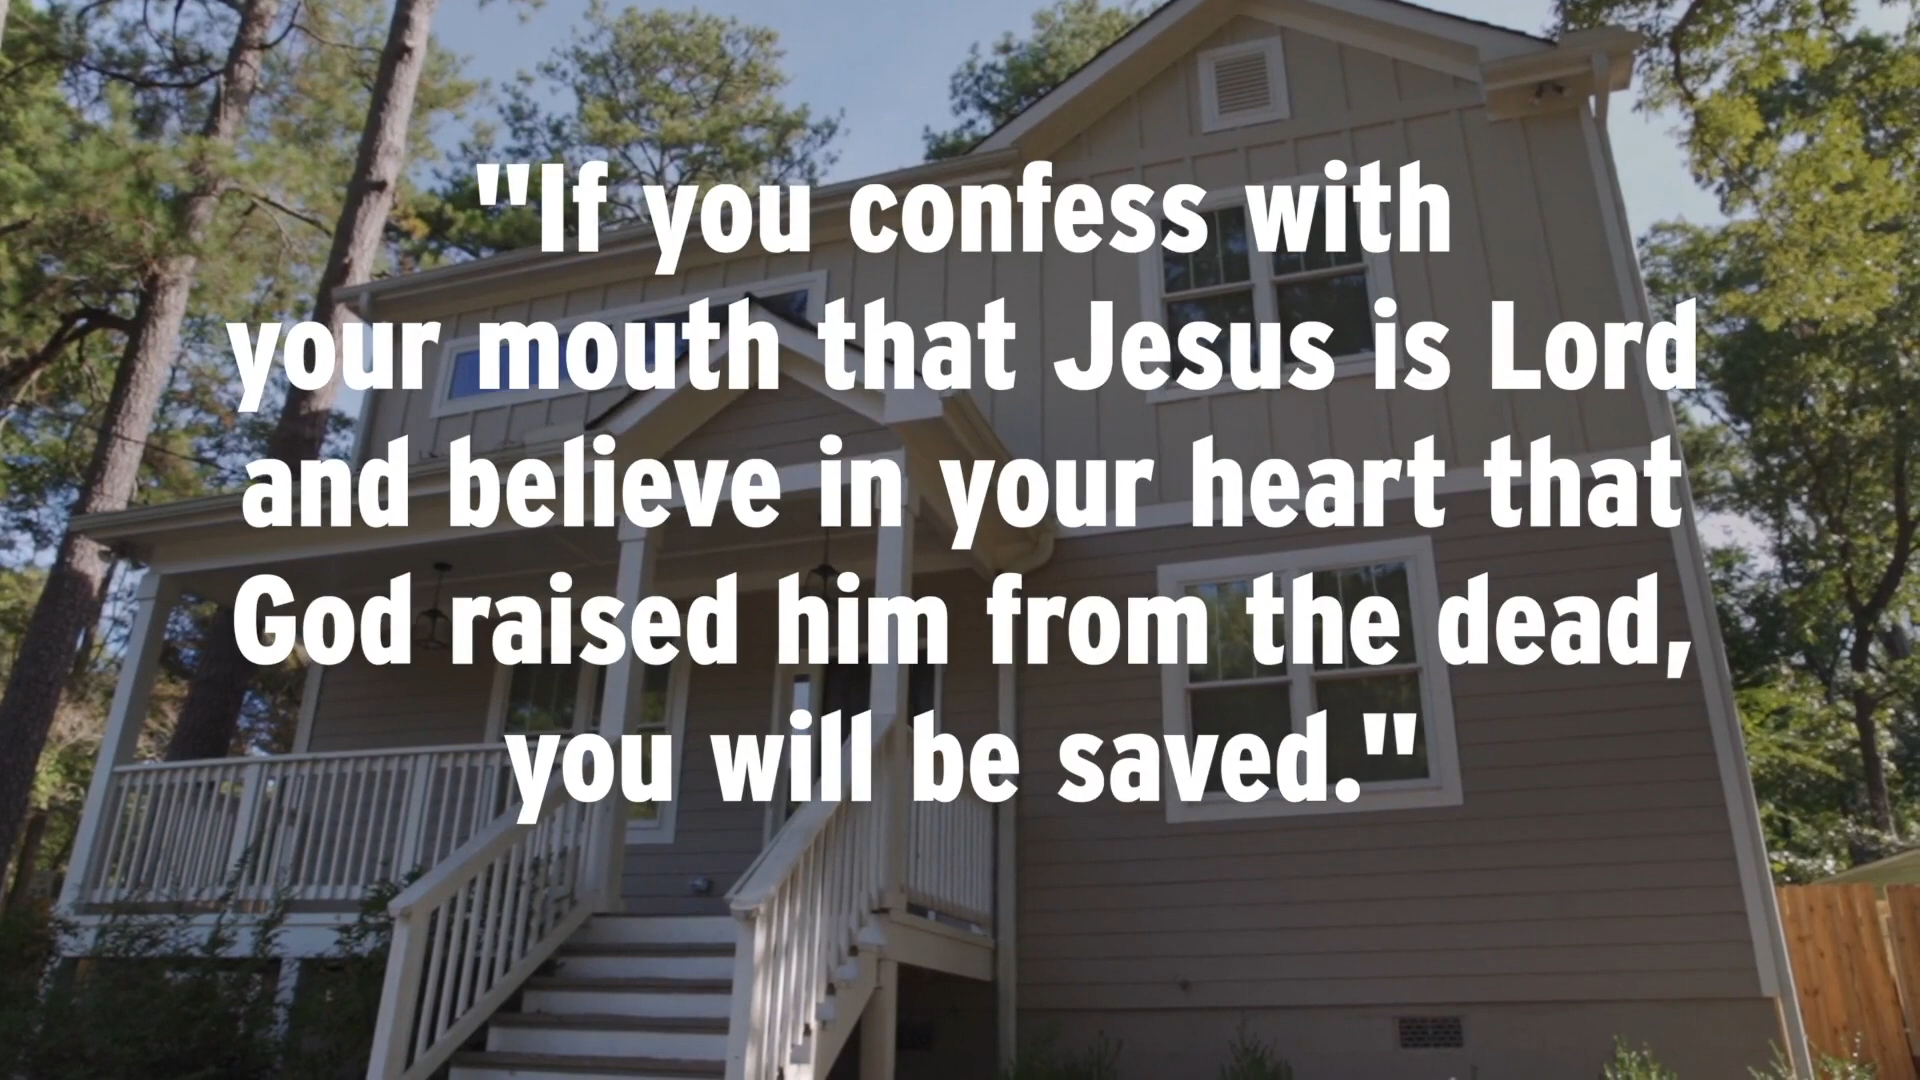 "If you confess with
your mouth that Jesus is Lord
and believe in your heart that
God raised him from the dead,
you will be saved."